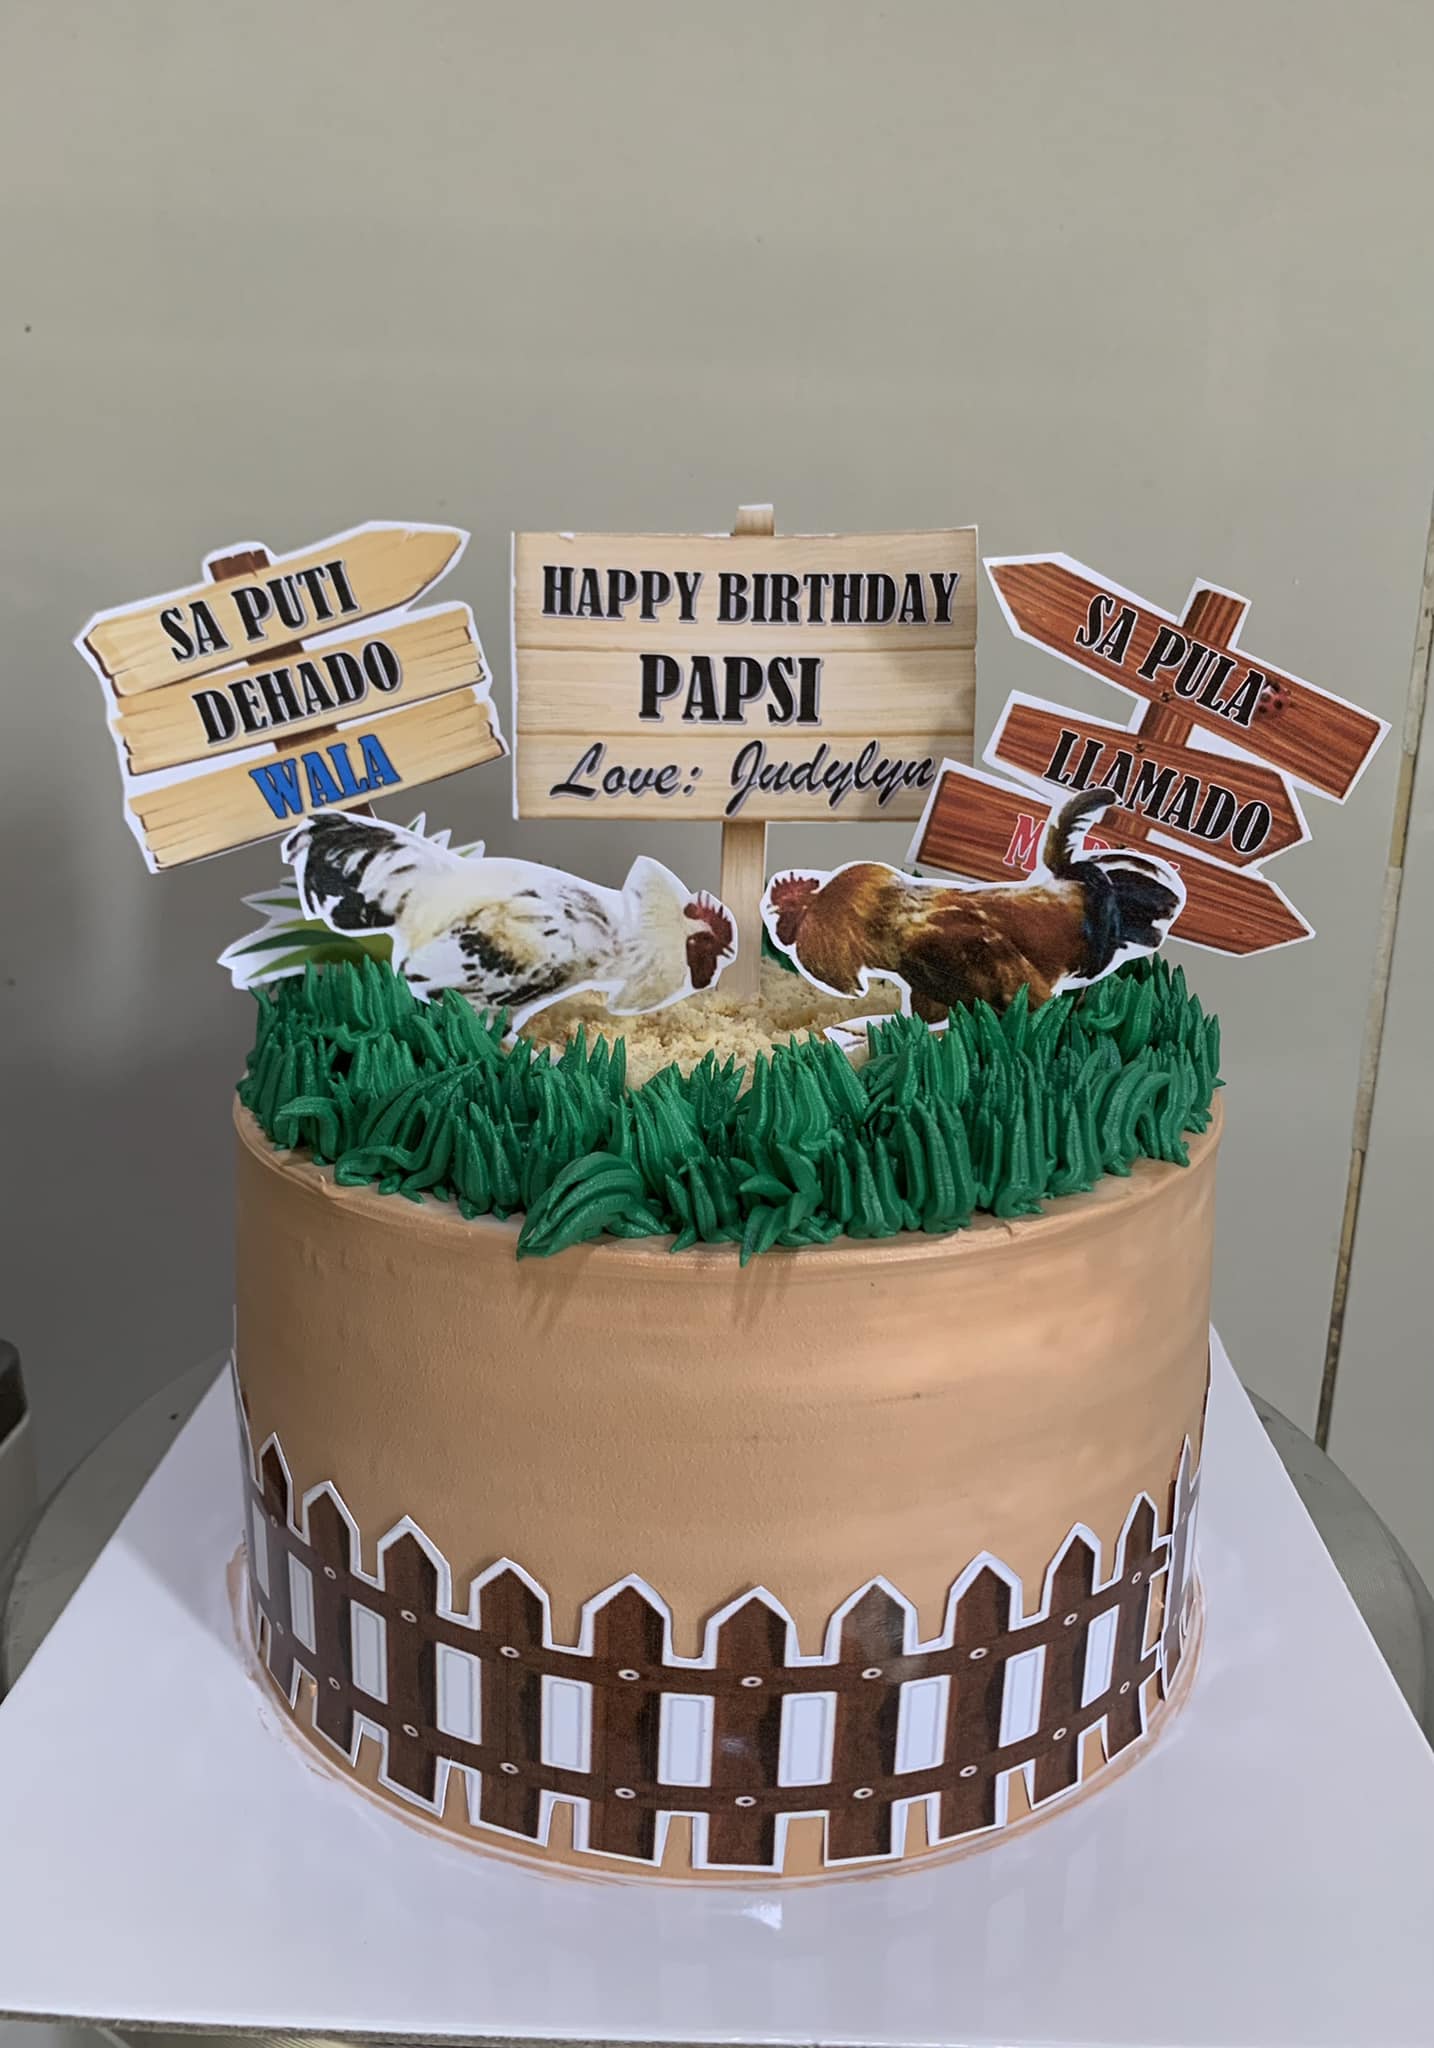 SA PUTI
DEHADO
WALA
HAPPY BIRTHDAY
PAPSI
Love: Judylyn
SA PULA
LLAMADO